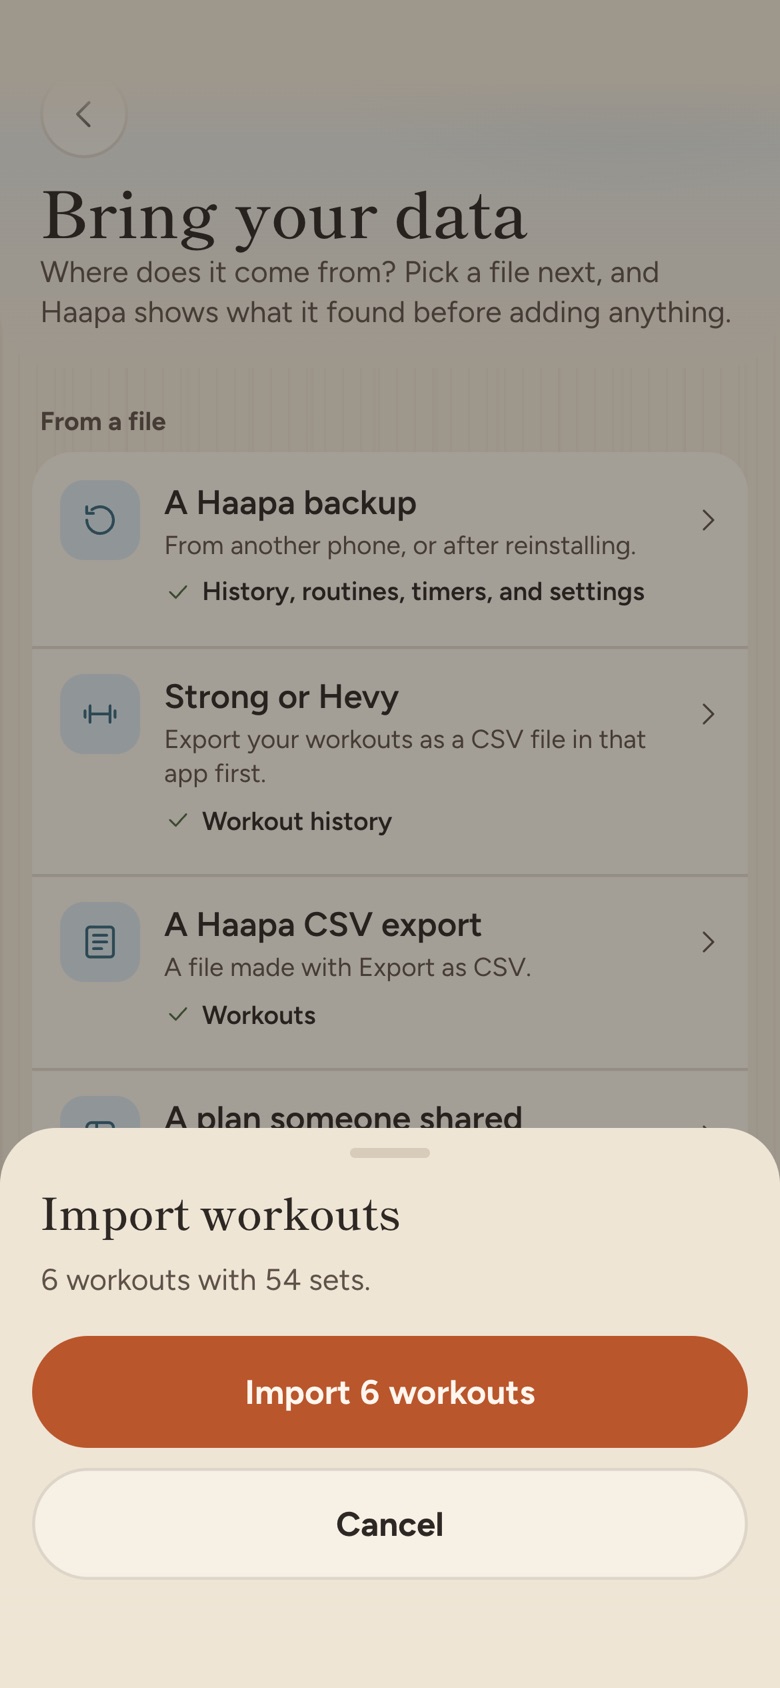 Bring your data
Where does it come from? Pick a file next, and
Haapa shows what it found before adding anything.
From a file
A Haapa backup
From another phone, or after reinstalling.
History, routines, timers, and settings
Strong or Hevy
Export your workouts as a CSV file in that
app first.
Workout history
A Haapa CSV export
A file made with Export as CSV.
Workouts
A plan someone shared
Import workouts
6 workouts with 54 sets.
Import 6 workouts
Cancel